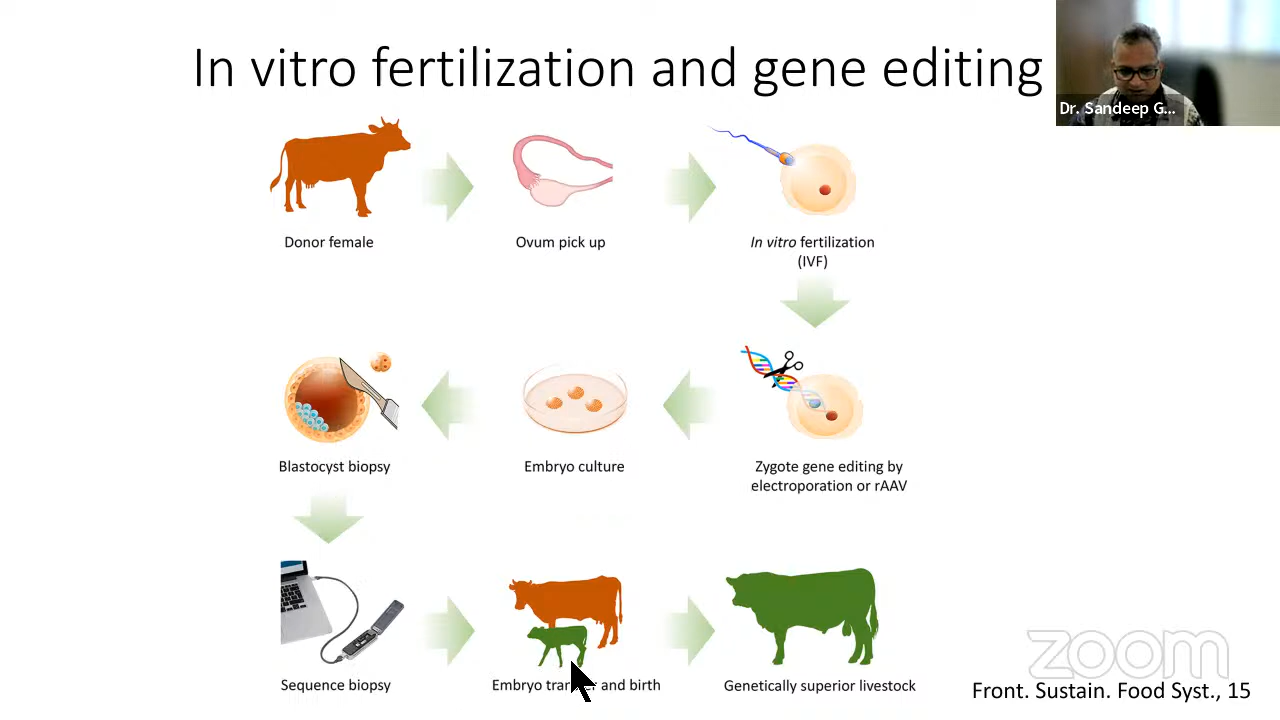 In vitro fertilization and gene editing
Dr. Sandeep G...
Donor female
Ovum pick up
In vitro fertilization
(IVF)
Blastocyst biopsy
Embryo culture
Zygote gene editing by
electroporation or rAAV
Sequence biopsy
Embryo transfer and birth
Genetically superior livestock
zoom
Front. Sustain. Food Syst., 15